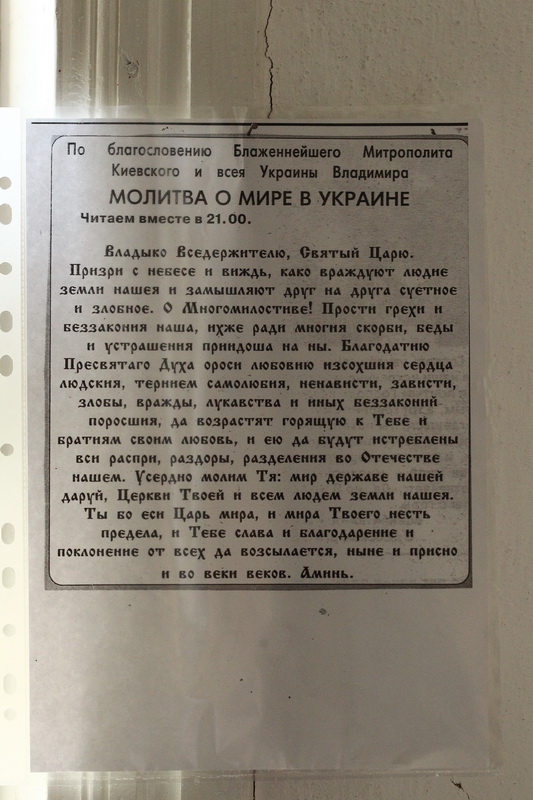 По благословению Блаженнейшего Митрополита
Киевского и всея Украины Владимира
МОЛИТВА О МИРЕ В УКРАИНЕ
Читаем вместе в 21.00.
Владыко Вседержителю, Святый Царю.
Призри с небесе и виждь, како враждуют людие
земли нашея и замышляют друг на друга суетное
и злобное. О Многомилостиве! Прости грехи и
беззакония наша, ихже ради многия скорби, беды
и устрашения приидоша на ны. Благодатию
Пресвятаго Духа ороси любовию изсохшия сердца
людския, тернием самолюбия, ненависти, зависти,
злобы, вражды, лукавства и иных беззаконий
поросшия, да возрастят горящую к Тебе и
братиям своим любовь, и ею да будут истреблены
вси распри, раздоры, разделения во Отечестве
нашем. Усердно молим Тя: мир державе нашей
даруй, Церкви Твоей и всем людем земли нашея.
Ты бо еси Царь мира, и мира Твоего несть
предела, и Тебе слава и благодарение и
поклонение от всех да возсылается, ныне и присно
и во веки веков. Аминь.